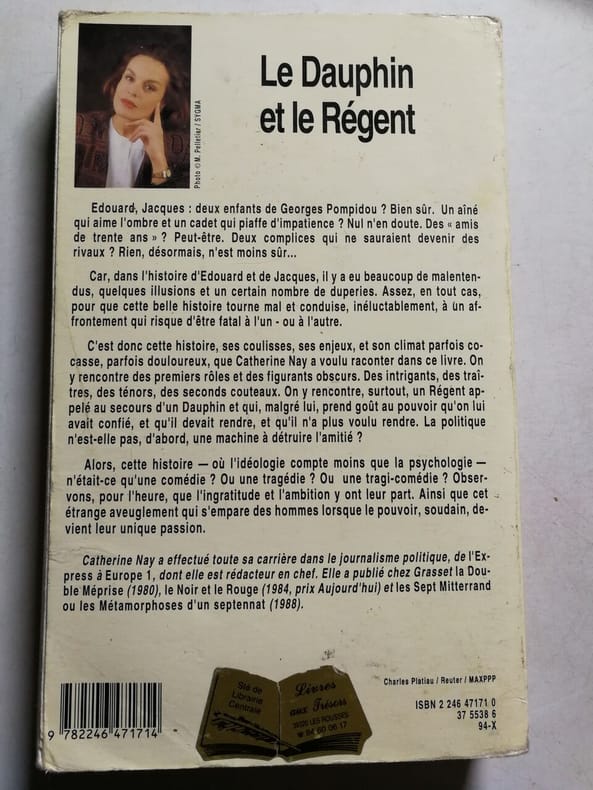 Photo © M. Pelletier / SYGMA
Le Dauphin
et le Régent
Edouard, Jacques : deux enfants de Georges Pompidou ? Bien sûr. Un aîné
qui aime l'ombre et un cadet qui piaffe d'impatience ? Nul n'en doute. Des « amis
de trente ans » ? Peut-être. Deux complices qui ne sauraient devenir des
rivaux ? Rien, désormais, n'est moins sûr...
Car, dans l'histoire d'Edouard et de Jacques, il y a eu beaucoup de malenten-
dus, quelques illusions et un certain nombre de duperies. Assez, en tout cas,
pour que cette belle histoire tourne mal et conduise, inéluctablement, à un af-
frontement qui risque d'être fatal à l'un - ou à l'autre.
C'est donc cette histoire, ses coulisses, ses enjeux, et son climat parfois co-
casse, parfois douloureux, que Catherine Nay a voulu raconter dans ce livre. On
y rencontre des premiers rôles et des figurants obscurs. Des intrigants, des traî-
tres, des ténors, des seconds couteaux. On y rencontre, surtout, un Régent ap-
pelé au secours d'un Dauphin et qui, malgré lui, prend goût au pouvoir qu'on lui
avait confié, et qu'il devait rendre, et qu'il n'a plus voulu rendre. La politique
n'est-elle pas, d'abord, une machine à détruire l'amitié ?
Alors, cette histoire — où l'idéologie compte moins que la psychologie —
n'était-ce qu'une comédie ? Ou une tragédie ? Ou une tragi-comédie ? Obser-
vons, pour l'heure, que l'ingratitude et l'ambition y ont leur part. Ainsi que cet
étrange aveuglement qui s'empare des hommes lorsque le pouvoir, soudain, de-
vient leur unique passion.
Catherine Nay a effectué toute sa carrière dans le journalisme politique, de l'Ex-
press à Europe 1, dont elle est rédacteur en chef. Elle a publié chez Grasset la Dou-
ble Méprise (1980), le Noir et le Rouge (1984, prix Aujourd'hui) et les Sept Mitterrand
ou les Métamorphoses d'un septennat (1988).
Charles Platiau / Reuter / MAXPPP
ISBN 2 246 47171 0
37 5538 6
94-X
9 782246 471714
Sté de
Librairie
Centrale
Livres
aux Trésors
39220 LES ROUSSES
☎ 84 60 06 17